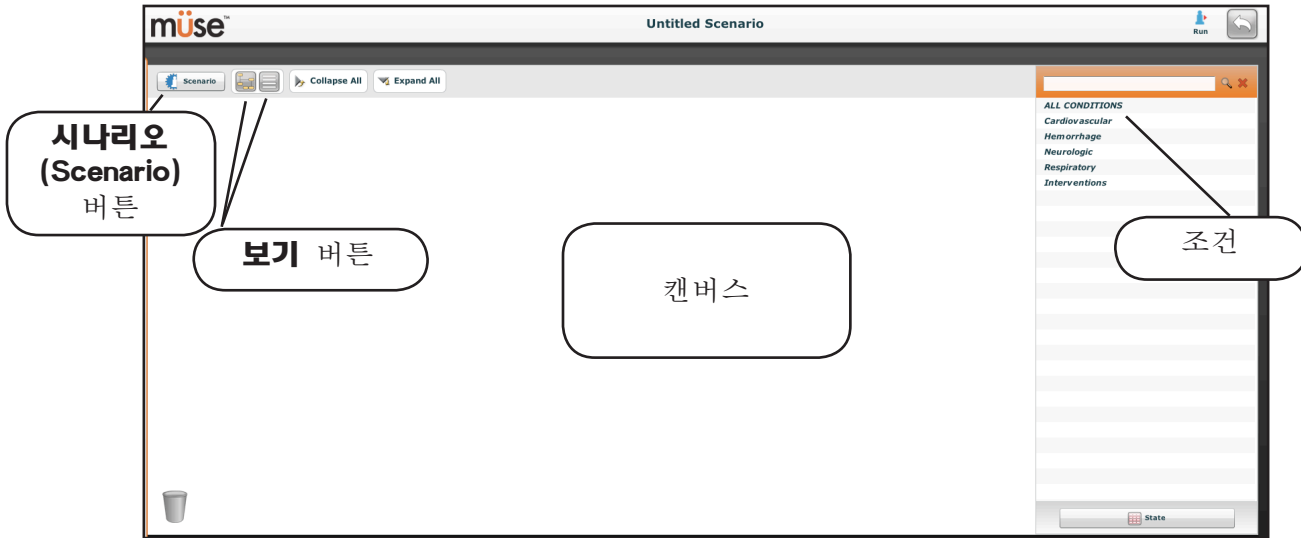 müse™
Untitled Scenario
Run
Scenario
Collapse All
Expand All
시나리오
(Scenario)
버튼
보기 버튼
캔버스
ALL CONDITIONS
Cardiovascular
Hemorrhage
Neurologic
Respiratory
Interventions
조건
State